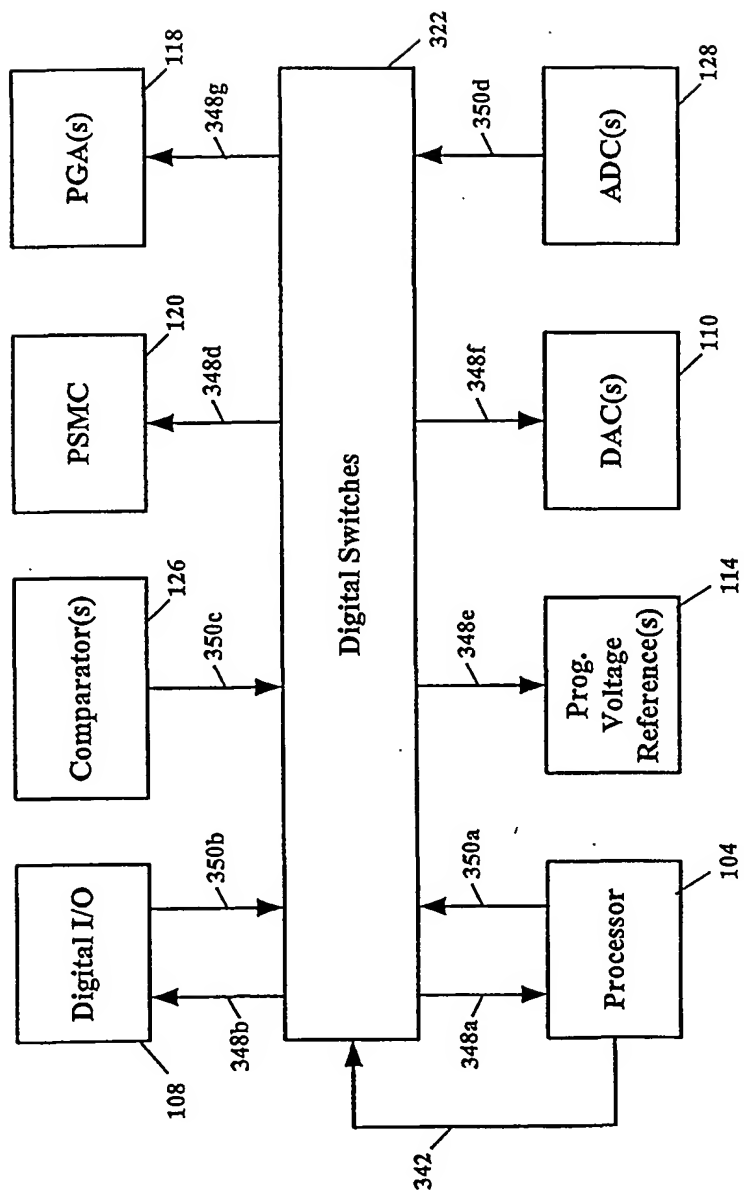 Digital I/O
108
348b
350b
Comparator(s)
126
350c
PSMC
120
348d
PGA(s)
118
348g
Digital Switches
322
342
348a
350a
Processor
104
348e
Prog.
Voltage
Reference(s)
114
348f
DAC(s)
110
350d
ADC(s)
128